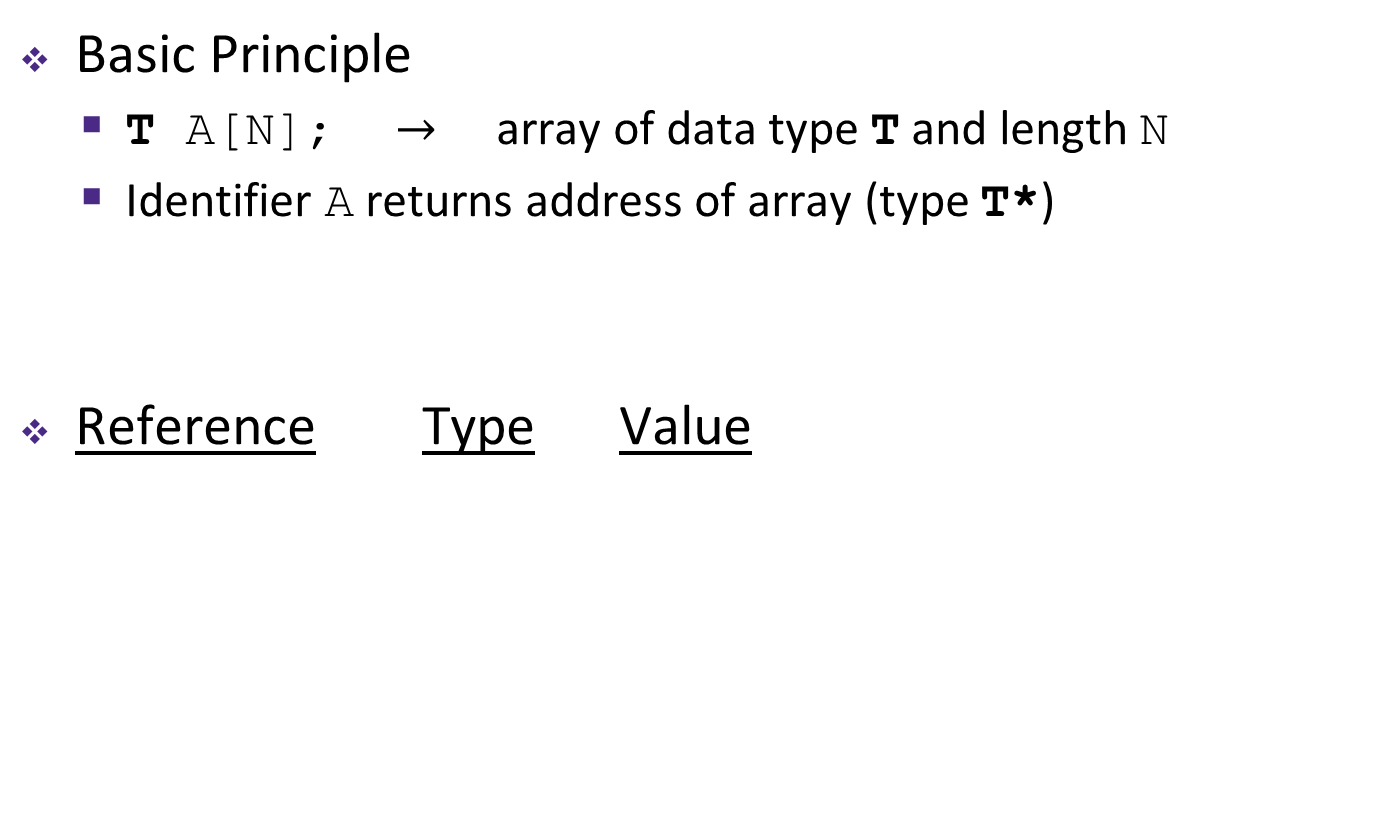 ❖ Basic Principle
▪ T A[N]; → array of data type T and length N
▪ Identifier A returns address of array (type T*)
❖ Reference Type Value